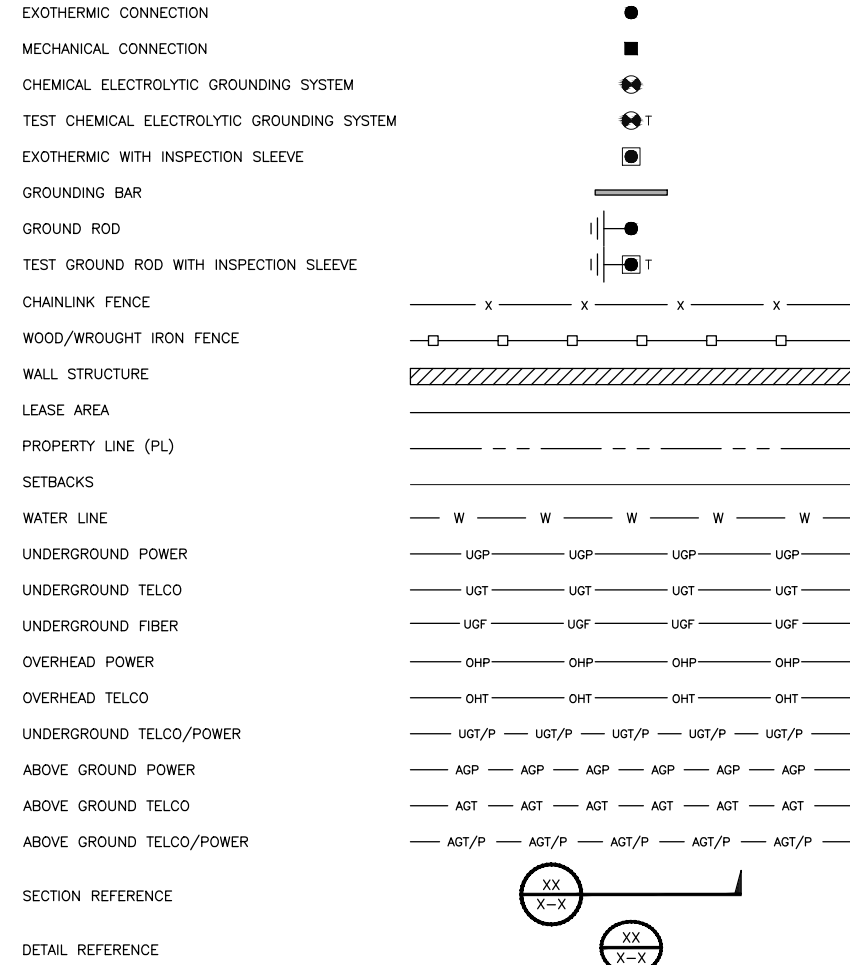 EXOTHERMIC CONNECTION
MECHANICAL CONNECTION
CHEMICAL ELECTROLYTIC GROUNDING SYSTEM
TEST CHEMICAL ELECTROLYTIC GROUNDING SYSTEM T
EXOTHERMIC WITH INSPECTION SLEEVE
GROUNDING BAR
GROUND ROD
TEST GROUND ROD WITH INSPECTION SLEEVE T
CHAINLINK FENCE X X X X
WOOD/WROUGHT IRON FENCE
WALL STRUCTURE
LEASE AREA
PROPERTY LINE (PL)
SETBACKS
WATER LINE W W W W W
UNDERGROUND POWER UGP UGP UGP UGP
UNDERGROUND TELCO UGT UGT UGT UGT
UNDERGROUND FIBER UGF UGF UGF UGF
OVERHEAD POWER OHP OHP OHP OHP
OVERHEAD TELCO OHT OHT OHT OHT
UNDERGROUND TELCO/POWER UGT/P UGT/P UGT/P UGT/P UGT/P
ABOVE GROUND POWER AGP AGP AGP AGP AGP AGP
ABOVE GROUND TELCO AGT AGT AGT AGT AGT AGT
ABOVE GROUND TELCO/POWER AGT/P AGT/P AGT/P AGT/P AGT/P
XX
SECTION REFERENCE X-X
XX
DETAIL REFERENCE X-X